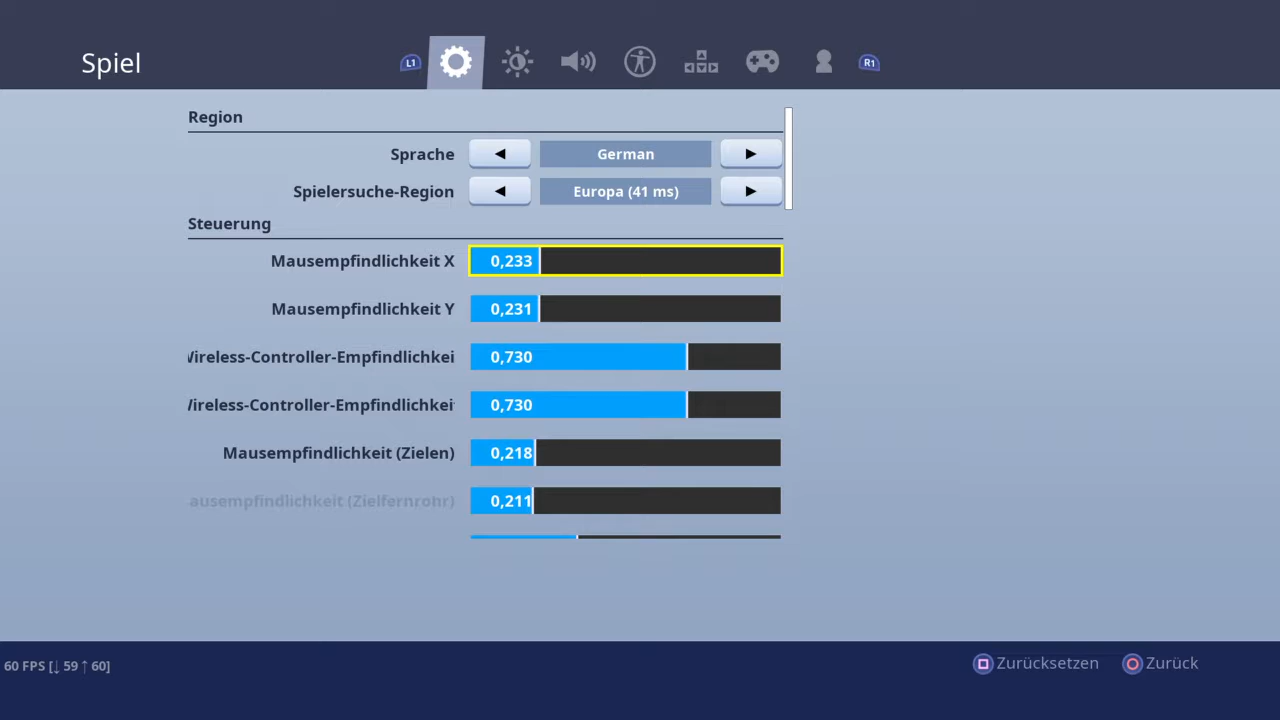 Spiel
L1
R1
Region
Sprache
German
Spielersuche-Region
Europa (41 ms)
Steuerung
Mausempfindlichkeit X
0,233
Mausempfindlichkeit Y
0,231
Wireless-Controller-Empfindlichkei
0,730
Wireless-Controller-Empfindlichkei
0,730
Mausempfindlichkeit (Zielen)
0,218
ausempfindlichkeit (Zielfernrohr)
0,211
60 FPS [↓ 59 ↑ 60]
Zurücksetzen
Zurück